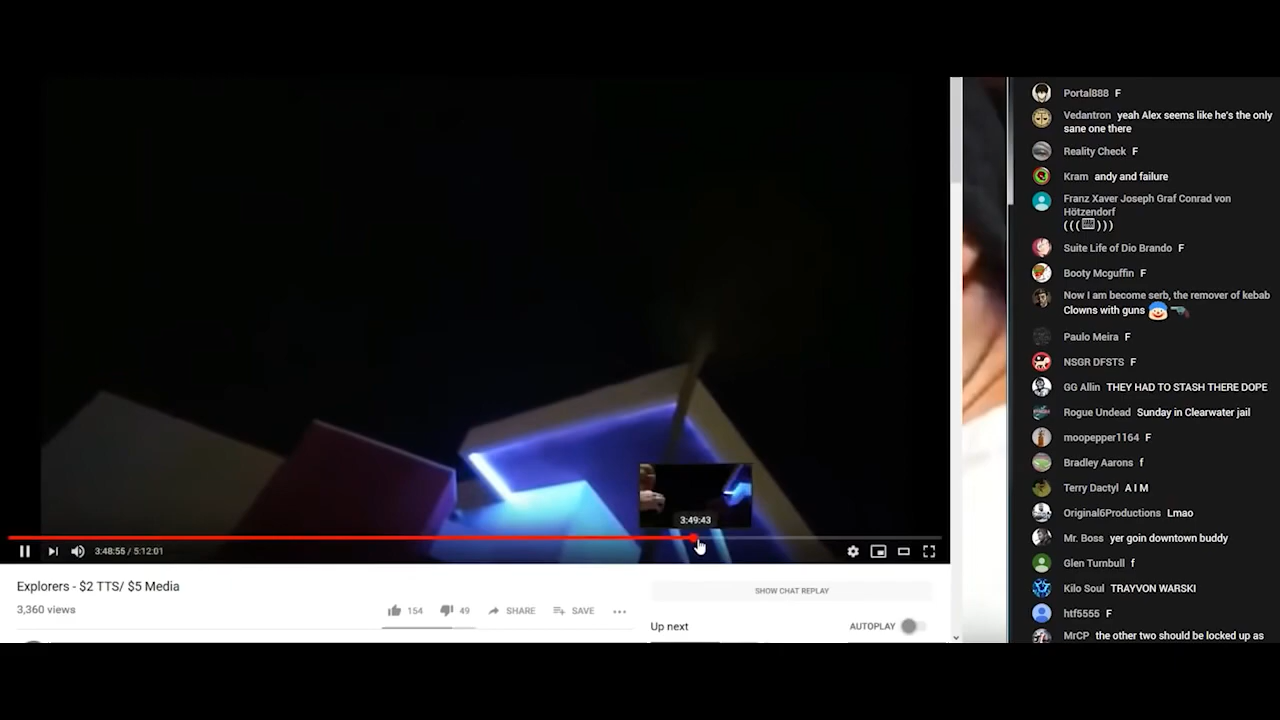 3:49:43
3:48:55 / 5:12:01
Explorers - $2 TTS/ $5 Media
3,360 views
154
49
SHARE
SAVE
SHOW CHAT REPLAY
Up next
AUTOPLAY
Portal888 F
Vedantron yeah Alex seems like he's the only
sane one there
Reality Check F
Kram andy and failure
Franz Xaver Joseph Graf Conrad von
Hötzendorf
(((⌨)))
Suite Life of Dio Brando F
Booty Mcguffin F
Now I am become serb, the remover of kebab
Clowns with guns 🤡🔫
Paulo Meira F
NSGR DFSTS F
GG Allin THEY HAD TO STASH THERE DOPE
Rogue Undead Sunday in Clearwater jail
moopepper1164 F
Bradley Aarons f
Terry Dactyl A I M
Original6Productions Lmao
Mr. Boss yer goin downtown buddy
Glen Turnbull f
Kilo Soul TRAYVON WARSKI
htf5555 F
MrCP the other two should be locked up as